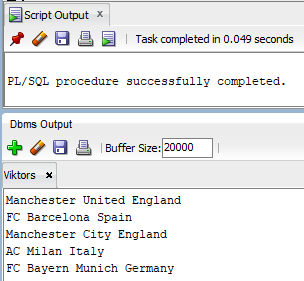 Script Output x
Task completed in 0.049 seconds
PL/SQL procedure successfully completed.
Dbms Output
Buffer Size: 20000
Viktors x
Manchester United England
FC Barcelona Spain
Manchester City England
AC Milan Italy
FC Bayern Munich Germany